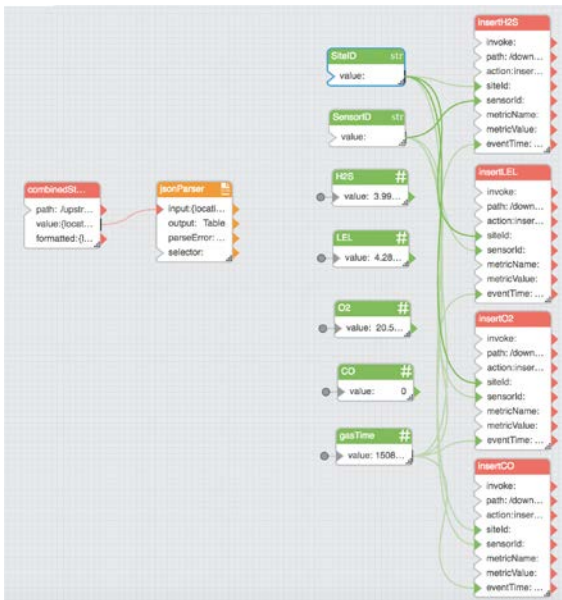 combinedSt...
path: /upstr...
value:{locat...
formatted:{l...
jsonParser
input:{locati...
output: Table
parseError: ...
selector:
SiteID str
value:
SensorID str
value:
H2S #
value: 3.99...
LEL #
value: 4.28...
O2 #
value: 20.5...
CO #
value: 0
gasTime #
value: 1508...
insertH2S
invoke:
path: /down...
action:inser...
siteId:
sensorId:
metricName:
metricValue:
eventTime: ...
insertLEL
invoke:
path: /down...
action:inser...
siteId:
sensorId:
metricName:
metricValue:
eventTime: ...
insertO2
invoke:
path: /down...
action:inser...
siteId:
sensorId:
metricName:
metricValue:
eventTime: ...
insertCO
invoke:
path: /down...
action:inser...
siteId:
sensorId:
metricName:
metricValue:
eventTime: ...